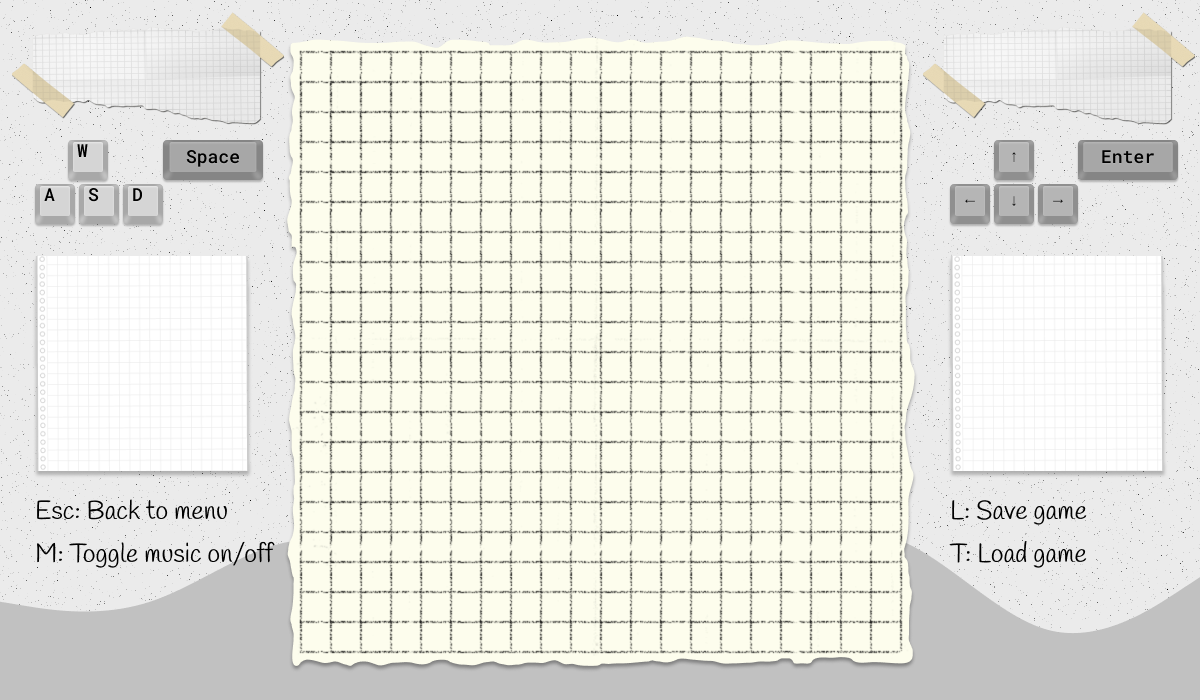 W
Space
A S D
Esc: Back to menu
M: Toggle music on/off
↑
Enter
← ↓ →
L: Save game
T: Load game